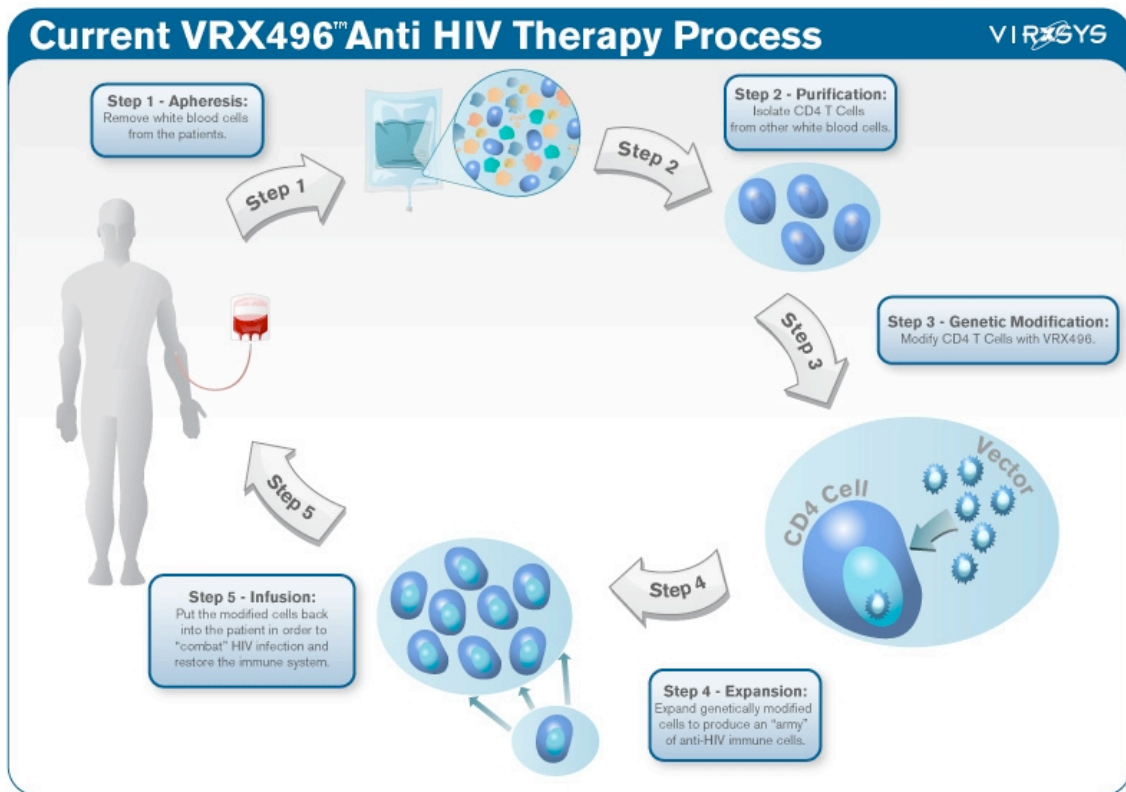 Current VRX496™ Anti HIV Therapy Process
VIRXSYS
Step 1 - Apheresis:
Remove white blood cells
from the patients.
Step 1
Step 2
Step 2 - Purification:
Isolate CD4 T Cells
from other white blood cells.
Step 3
Step 3 - Genetic Modification:
Modify CD4 T Cells with VRX496.
CD4 Cell
Vector
Step 4
Step 4 - Expansion:
Expand genetically modified
cells to produce an “army”
of anti-HIV immune cells.
Step 5
Step 5 - Infusion:
Put the modified cells back
into the patient in order to
“combat” HIV infection and
restore the immune system.